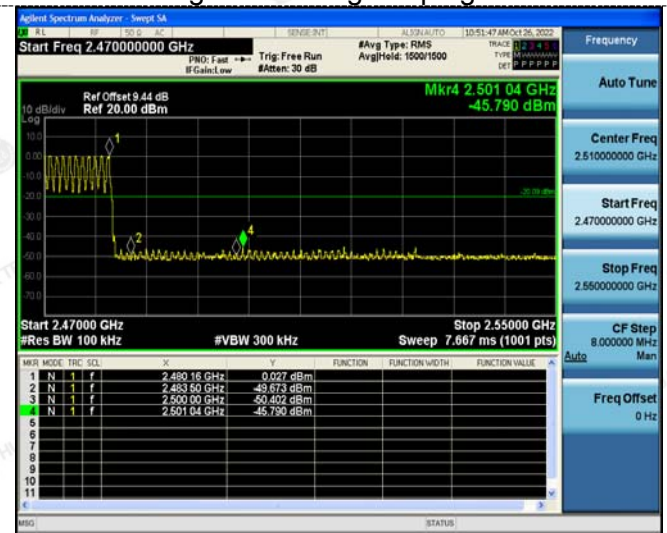 Agilent Spectrum Analyzer - Swept SA
RL RF 50 Ω AC SENSE:INT ALIGN AUTO 10:51:47 AM Oct 26, 2022
Start Freq 2.470000000 GHz
PNO: Fast
IFGain:Low
Trig: Free Run
#Atten: 30 dB
#Avg Type: RMS
Avg|Hold: 1500/1500
TRACE 1 2 3 4 5 6
TYPE
DET P P P P P P
Frequency
Auto Tune
Center Freq
2.510000000 GHz
Start Freq
2.470000000 GHz
Stop Freq
2.550000000 GHz
CF Step
8.000000 MHz
Auto Man
Freq Offset
0 Hz
Mkr4 2.501 04 GHz
-45.790 dBm
Ref Offset 9.44 dB
10 dB/div Ref 20.00 dBm
Log
10.0
0.00
-10.0
-20.0
-30.0
-40.0
-50.0
-60.0
-70.0
-20.09 dBm
1
2
4
Start 2.47000 GHz
Stop 2.55000 GHz
#Res BW 100 kHz
#VBW 300 kHz
Sweep 7.667 ms (1001 pts)
MKR MODE TRC SCL X Y FUNCTION FUNCTION WIDTH FUNCTION VALUE
1 N 1 f 2.480 16 GHz 0.027 dBm
2 N 1 f 2.483 50 GHz -49.673 dBm
3 N 1 f 2.500 00 GHz -50.402 dBm
4 N 1 f 2.501 04 GHz -45.790 dBm
5
6
7
8
9
10
11
MSG STATUS